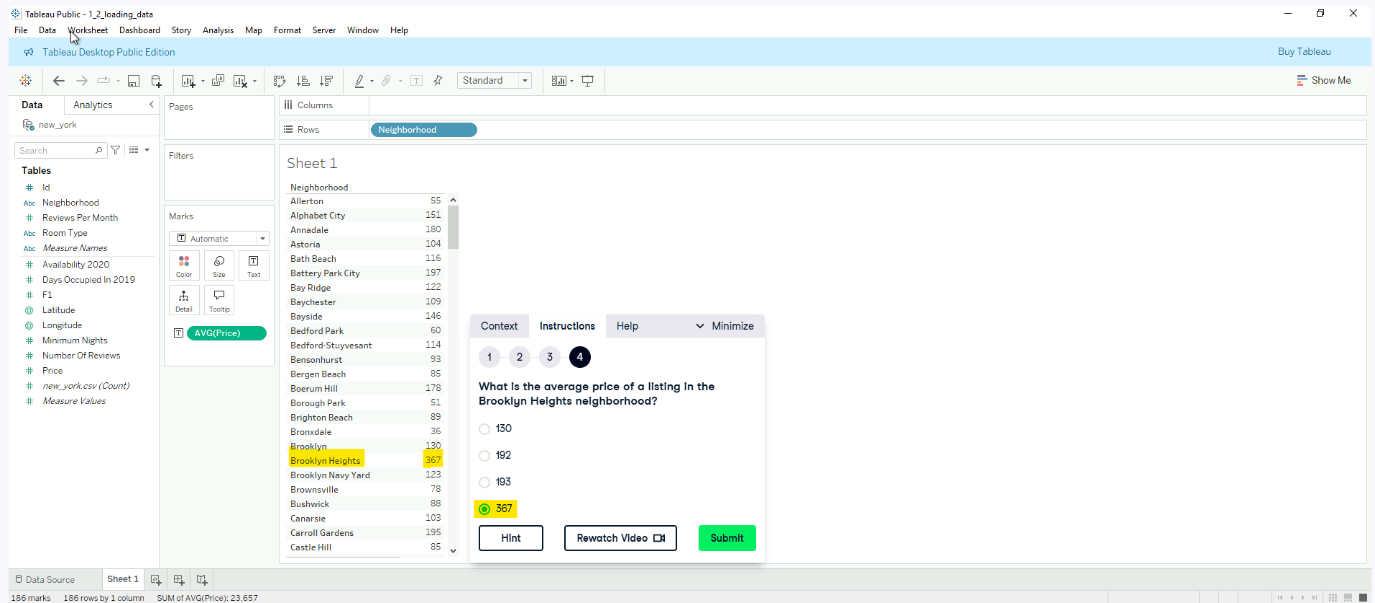 Tableau Public - 1_2_loading_data
File Data Worksheet Dashboard Story Analysis Map Format Server Window Help
Tableau Desktop Public Edition
Buy Tableau
Standard
Show Me
Data
Analytics
new_york
Search
Tables
Id
Abc Neighborhood
Reviews Per Month
Abc Room Type
Abc Measure Names
Availability 2020
Days Occupied In 2019
F1
Latitude
Longitude
Minimum Nights
Number Of Reviews
Price
new_york.csv (Count)
Measure Values
Pages
Filters
Marks
Automatic
Color
Size
Text
Detail
Tooltip
AVG(Price)
Columns
Rows
Neighborhood
Sheet 1
Neighborhood
Allerton 55
Alphabet City 151
Annadale 180
Astoria 104
Bath Beach 116
Battery Park City 197
Bay Ridge 122
Baychester 109
Bayside 146
Bedford Park 60
Bedford-Stuyvesant 114
Bensonhurst 93
Bergen Beach 85
Boerum Hill 178
Borough Park 51
Brighton Beach 89
Bronxdale 36
Brooklyn 130
Brooklyn Heights 367
Brooklyn Navy Yard 123
Brownsville 78
Bushwick 88
Canarsie 103
Carroll Gardens 195
Castle Hill 85
Context
Instructions
Help
Minimize
1 2 3 4
What is the average price of a listing in the
Brooklyn Heights neighborhood?
130
192
193
367
Hint
Rewatch Video
Submit
Data Source
Sheet 1
186 marks 186 rows by 1 column SUM of AVG(Price): 23,657